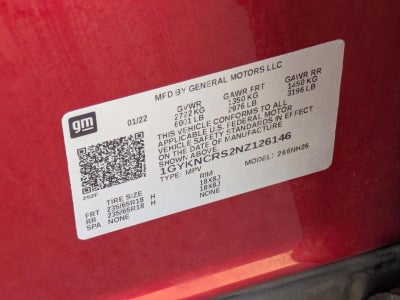 gm
01/22
MFD BY GENERAL MOTORS LLC
GVWR GAWR FRT GAWR RR
2722 KG 1350 KG 1450 KG
6001 LB 2976 LB 3196 LB
THIS VEHICLE CONFORMS TO ALL
APPLICABLE U.S. FEDERAL MOTOR
VEHICLE SAFETY STANDARDS IN EFFECT
ON THE DATE OF MANUFACTURE
SHOWN ABOVE.
1GYKNCRS2NZ126146
TYPE: MPV MODEL: 266NH26
TIRE SIZE RIM
FRT 235/65R18 H 18X8J
RR 235/65R18 H 18X8J
SPA NONE NONE